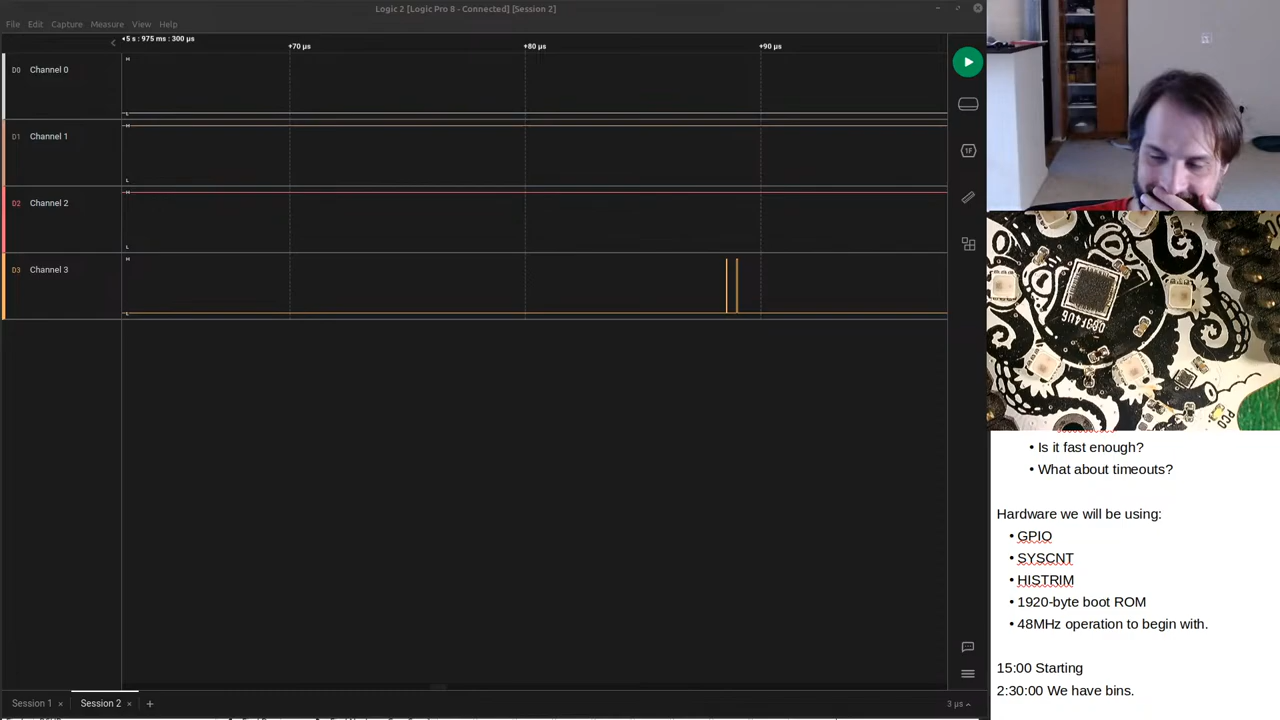 Logic 2 [Logic Pro 8 - Connected] [Session 2]
File Edit Capture Measure View Help
5 s : 975 ms : 300 µs
+70 µs +80 µs +90 µs
D0 Channel 0
H
L
D1 Channel 1
H
L
D2 Channel 2
H
L
D3 Channel 3
H
L
1F
Session 1 × Session 2 × +
3 µs
003F4U6
PC0
• Is it fast enough?
• What about timeouts?
Hardware we will be using:
• GPIO
• SYSCNT
• HISTRIM
• 1920-byte boot ROM
• 48MHz operation to begin with.
15:00 Starting
2:30:00 We have bins.